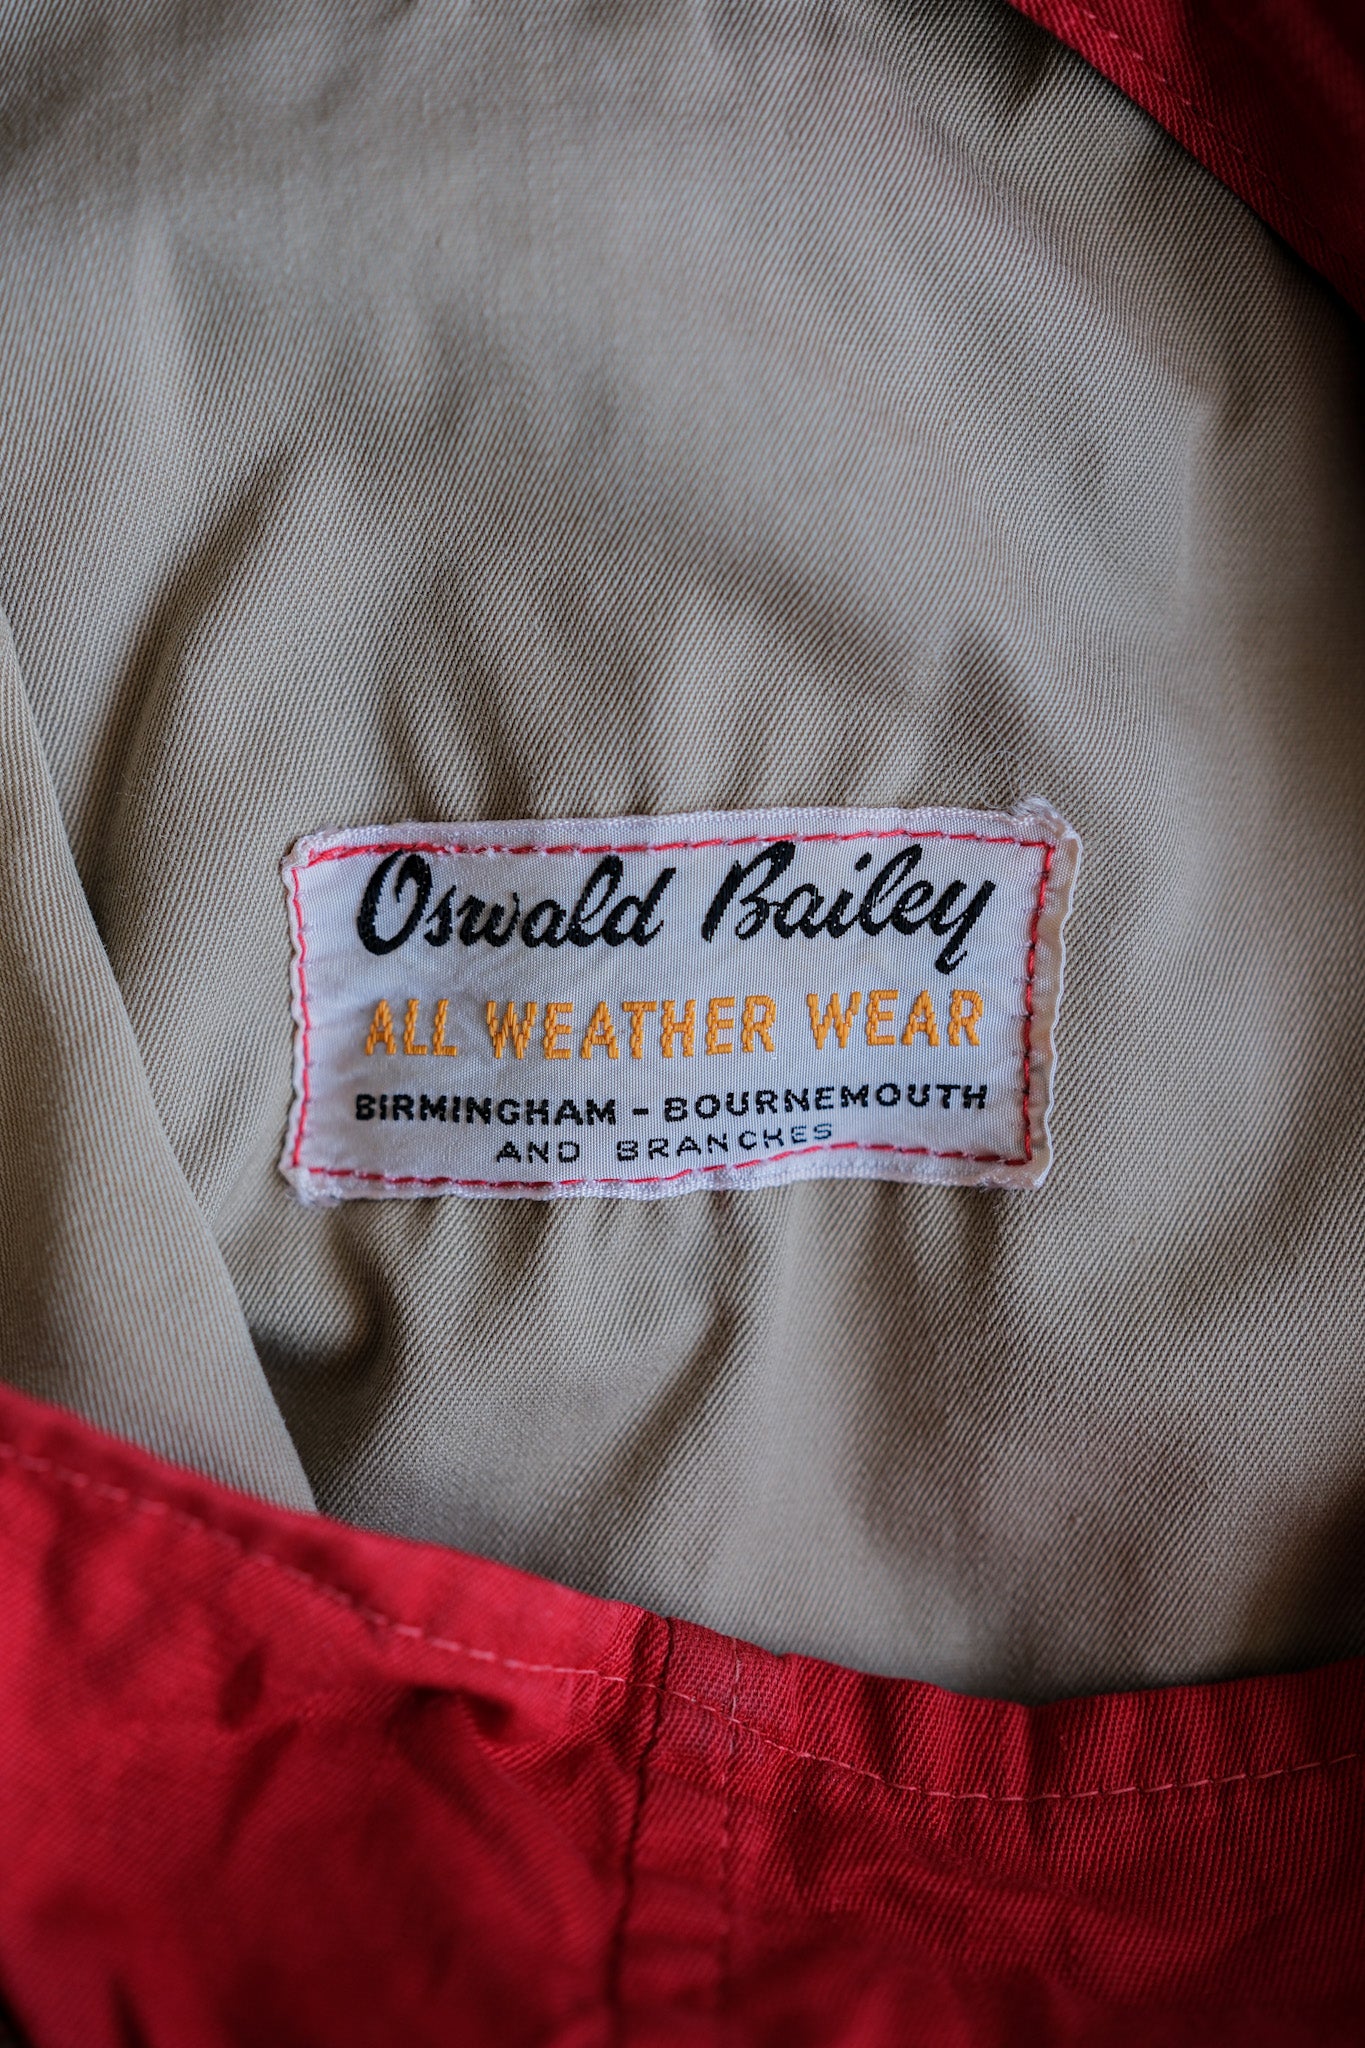 Oswald Bailey
ALL WEATHER WEAR
BIRMINGHAM - BOURNEMOUTH
AND BRANCHES